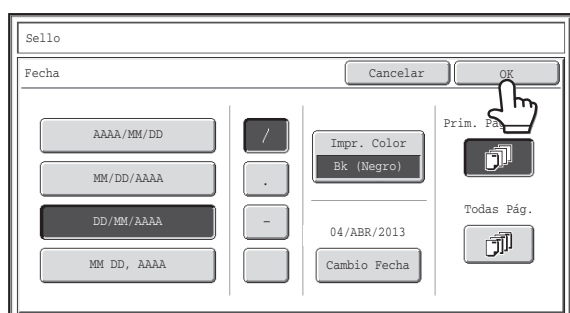 Sello
Fecha
Cancelar
OK
AAAA/MM/DD
MM/DD/AAAA
DD/MM/AAAA
MM DD, AAAA
/
.
-
Impr. Color
Bk (Negro)
04/ABR/2013
Cambio Fecha
Prim.
Todas Pág.